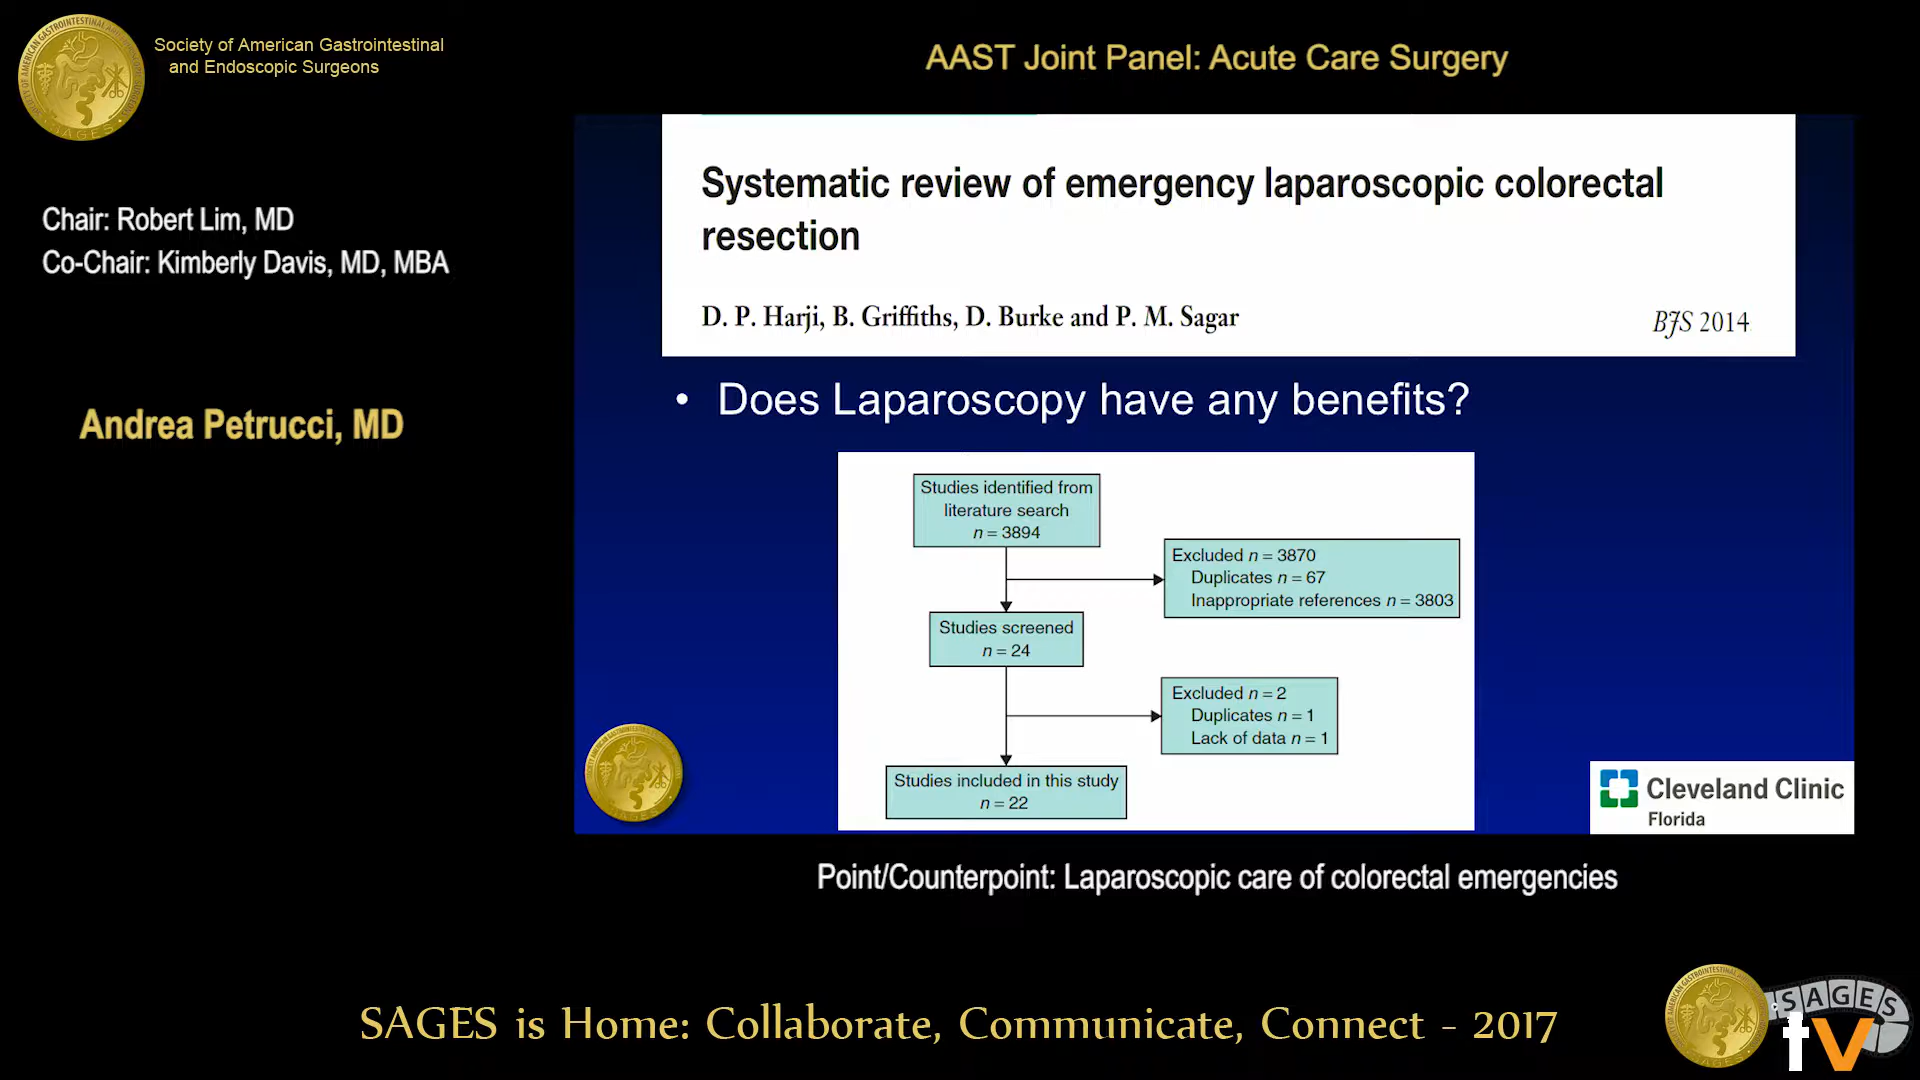 Society of American Gastrointestinal
and Endoscopic Surgeons
AAST Joint Panel: Acute Care Surgery
Chair: Robert Lim, MD
Co-Chair: Kimberly Davis, MD, MBA
Andrea Petrucci, MD
Systematic review of emergency laparoscopic colorectal
resection
D. P. Harji, B. Griffiths, D. Burke and P. M. Sagar
BJS 2014
• Does Laparoscopy have any benefits?
Studies identified from
literature search
n = 3894
Excluded n = 3870
Duplicates n = 67
Inappropriate references n = 3803
Studies screened
n = 24
Excluded n = 2
Duplicates n = 1
Lack of data n = 1
Studies included in this study
n = 22
Cleveland Clinic
Florida
Point/Counterpoint: Laparoscopic care of colorectal emergencies
SAGES is Home: Collaborate, Communicate, Connect - 2017
SAGES
tv